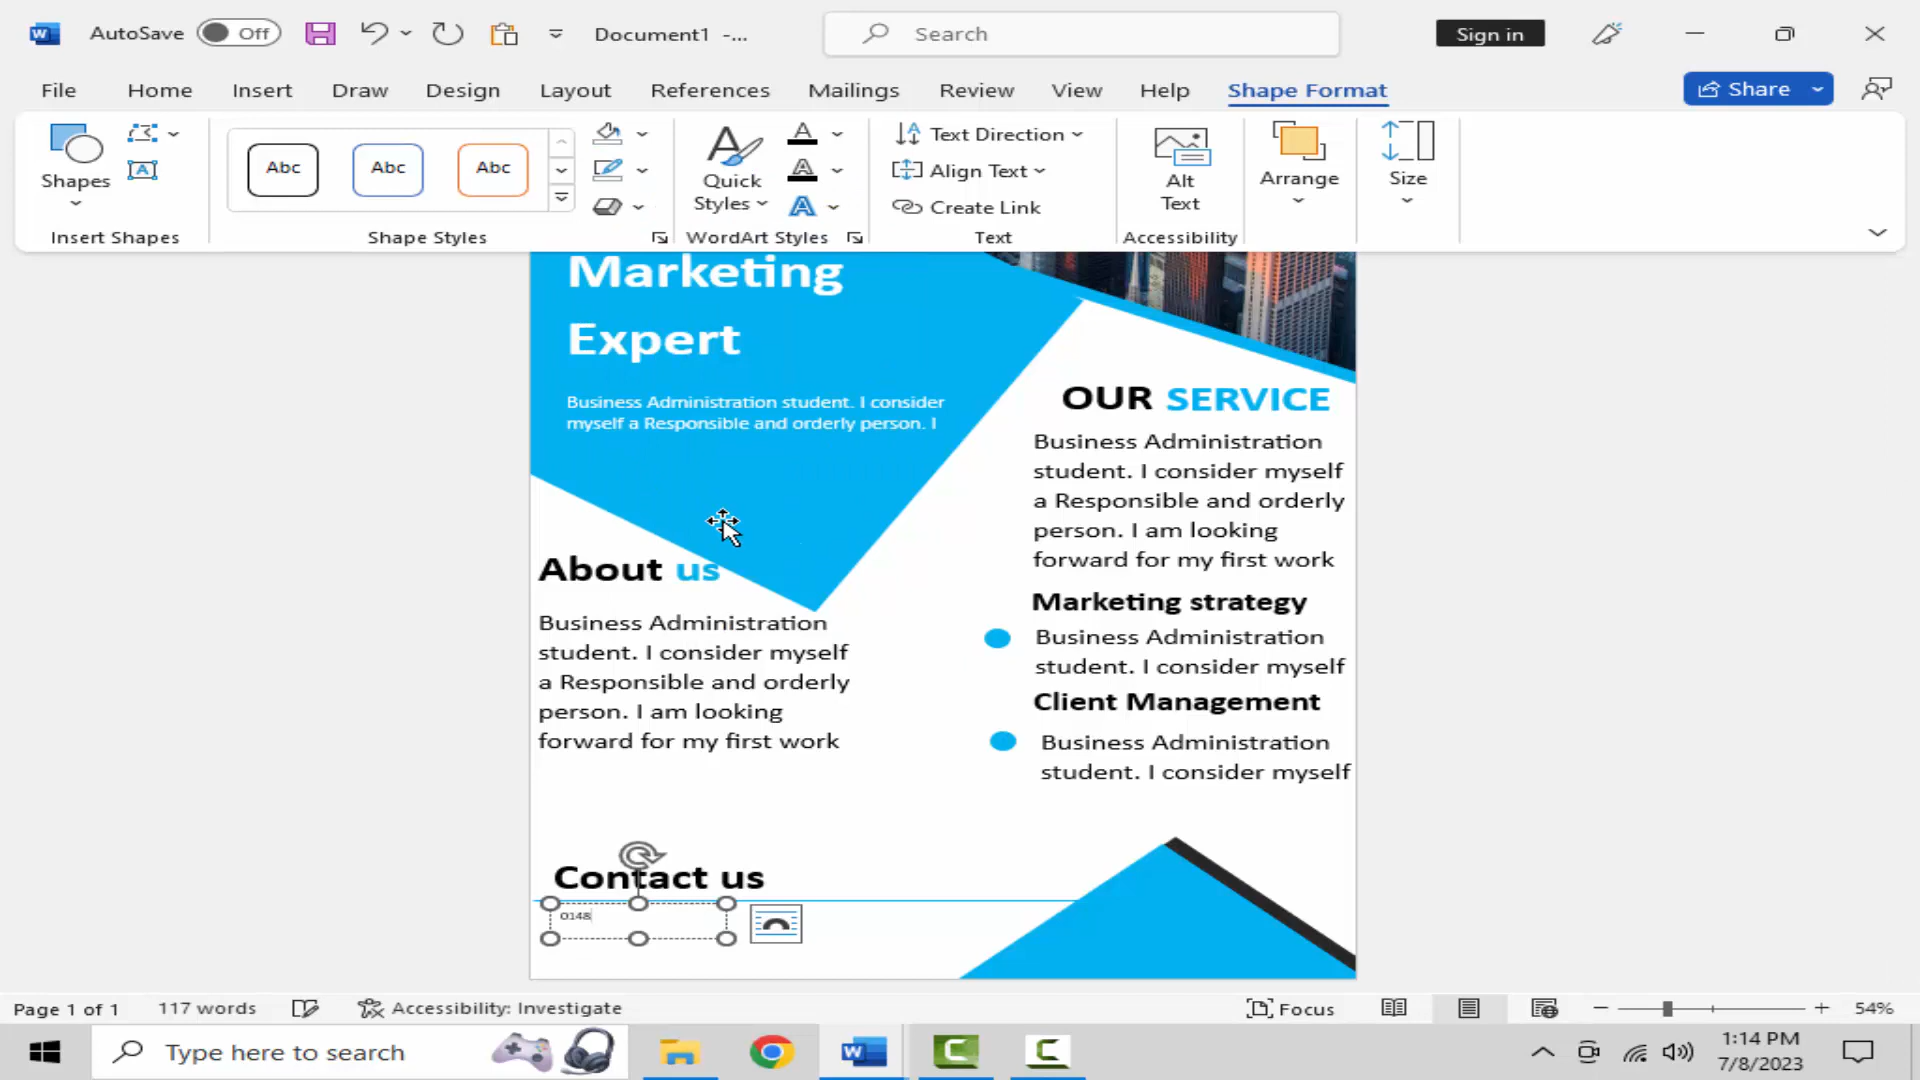 AutoSave Off Document1 -... Search Sign in
File Home Insert Draw Design Layout References Mailings Review View Help Shape Format Share
Shapes
Insert Shapes
Abc Abc Abc
Shape Styles
Quick
Styles
WordArt Styles
Text Direction
Align Text
Create Link
Text
Alt
Text
Accessibility
Arrange
Size
Marketing
Expert
Business Administration student. I consider
myself a Responsible and orderly person. I
OUR SERVICE
Business Administration
student. I consider myself
a Responsible and orderly
person. I am looking
forward for my first work
Marketing strategy
Business Administration
student. I consider myself
Client Management
Business Administration
student. I consider myself
About us
Business Administration
student. I consider myself
a Responsible and orderly
person. I am looking
forward for my first work
Contact us
0148
Page 1 of 1 117 words Accessibility: Investigate Focus 54%
Type here to search
1:14 PM
7/8/2023